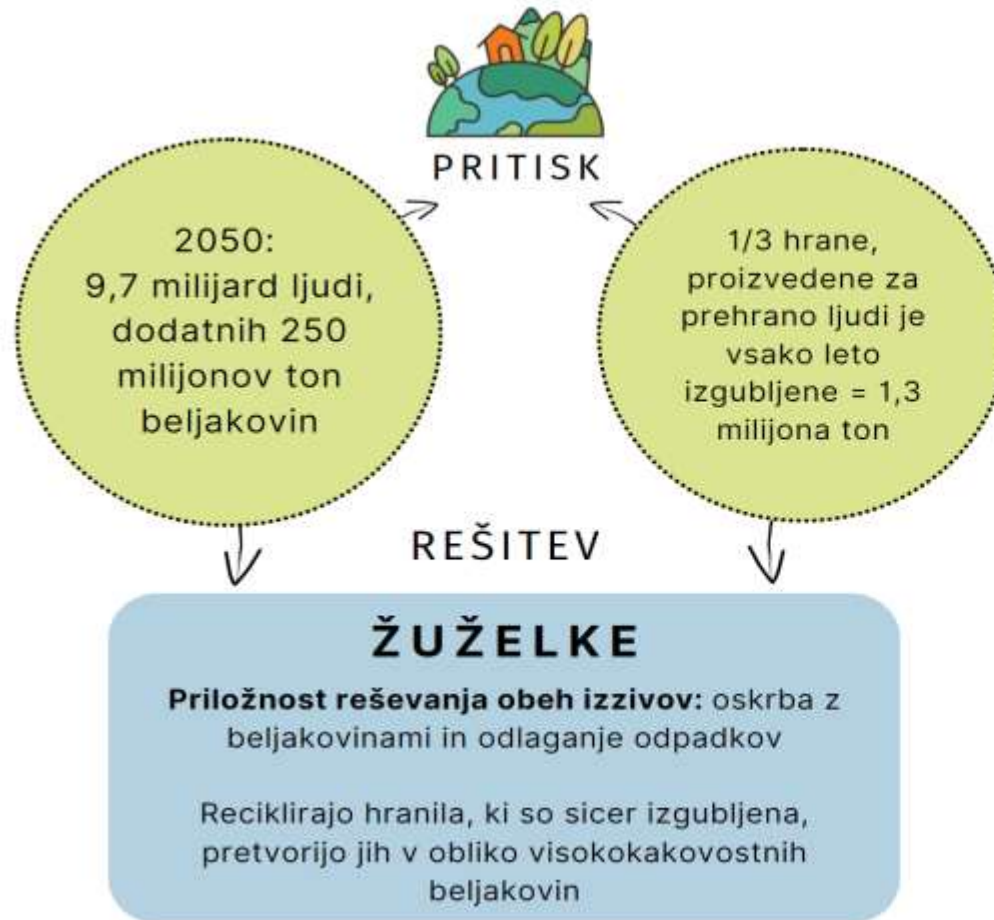 PRITISK
2050:
9,7 milijard ljudi,
dodatnih 250
milijonov ton
beljakovin
1/3 hrane,
proizvedene za
prehrano ljudi je
vsako leto
izgubljene = 1,3
milijona ton
REŠITEV
ŽUŽELKE
Priložnost reševanja obeh izzivov: oskrba z
beljakovinami in odlaganje odpadkov
Reciklirajo hranila, ki so sicer izgubljena,
pretvorijo jih v obliko visokokakovostnih
beljakovin